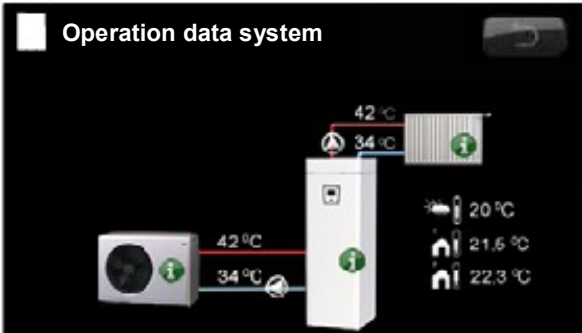 Operation data system
42 °C
34 °C
20 °C
42 °C
21,5 °C
34 °C
22,3 °C